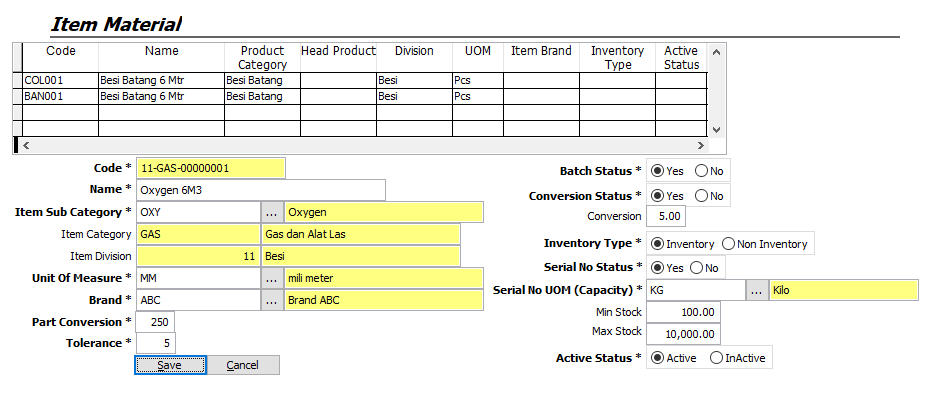 Item Material
Code Name Product Category Head Product Division UOM Item Brand Inventory Type Active Status
COL001 Besi Batang 6 Mtr Besi Batang Besi Pcs
BAN001 Besi Batang 6 Mtr Besi Batang Besi Pcs
Code * 11-GAS-00000001
Name * Oxygen 6M3
Item Sub Category * OXY ... Oxygen
Item Category GAS Gas dan Alat Las
Item Division 11 Besi
Unit Of Measure * MM ... mili meter
Brand * ABC ... Brand ABC
Part Conversion * 250
Tolerance * 5
Save Cancel
Batch Status * Yes No
Conversion Status * Yes No
Conversion 5.00
Inventory Type * Inventory Non Inventory
Serial No Status * Yes No
Serial No UOM (Capacity) * KG ... Kilo
Min Stock 100.00
Max Stock 10,000.00
Active Status * Active InActive